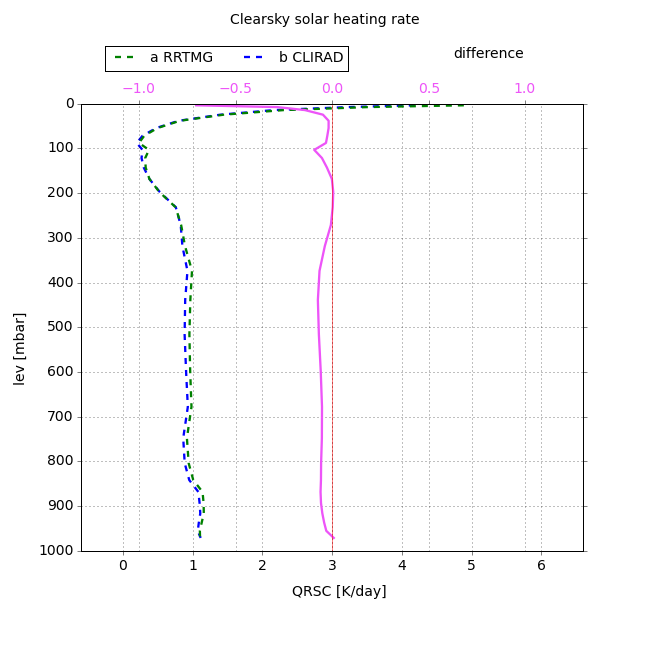 Clearsky solar heating rate
a RRTMG b CLIRAD difference
−1.0 −0.5 0.0 0.5 1.0
0
100
200
300
400
500
600
700
800
900
1000
lev [mbar]
0 1 2 3 4 5 6
QRSC [K/day]